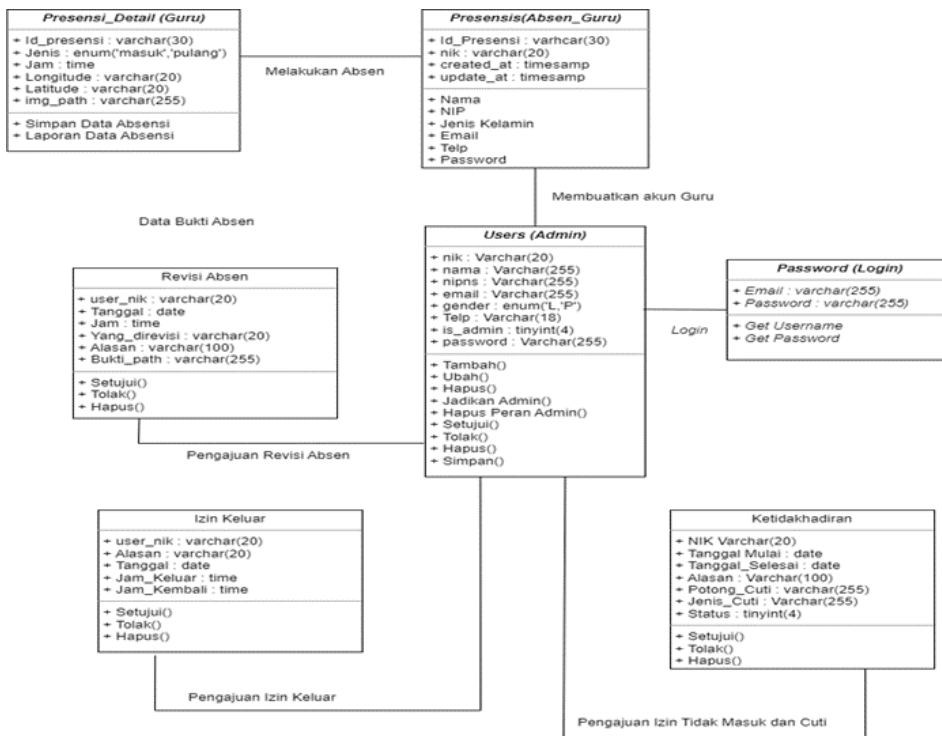 Presensi_Detail (Guru)
+ Id_presensi : varchar(30)
+ Jenis : enum('masuk','pulang')
+ Jam : time
+ Longitude : varchar(20)
+ Latitude : varchar(20)
+ img_path : varchar(255)
+ Simpan Data Absensi
+ Laporan Data Absensi
Melakukan Absen
Presensis(Absen_Guru)
+ Id_Presensi : varhcar(30)
+ nik : varchar(20)
+ created_at : timesamp
+ update_at : timesamp
+ Nama
+ NIP
+ Jenis Kelamin
+ Email
+ Telp
+ Password
Membuatkan akun Guru
Data Bukti Absen
Users (Admin)
+ nik : Varchar(20)
+ nama : Varchar(255)
+ nipns : Varchar(255)
+ email : Varchar(255)
+ gender : enum('L,'P')
+ Telp : Varchar(18)
+ is_admin : tinyint(4)
+ password : Varchar(255)
+ Tambah()
+ Ubah()
+ Hapus()
+ Jadikan Admin()
+ Hapus Peran Admin()
+ Setujui()
+ Tolak()
+ Hapus()
+ Simpan()
Login
Password (Login)
+ Email : varchar(255)
+ Password : varchar(255)
+ Get Username
+ Get Password
Revisi Absen
+ user_nik : varchar(20)
+ Tanggal : date
+ Jam : time
+ Yang_direvisi : varchar(20)
+ Alasan : varchar(100)
+ Bukti_path : varchar(255)
+ Setujui()
+ Tolak()
+ Hapus()
Pengajuan Revisi Absen
Izin Keluar
+ user_nik : varchar(20)
+ Alasan : varchar(20)
+ Tanggal : date
+ Jam_Keluar : time
+ Jam_Kembali : time
+ Setujui()
+ Tolak()
+ Hapus()
Pengajuan Izin Keluar
Ketidakhadiran
+ NIK Varchar(20)
+ Tanggal Mulai : date
+ Tanggal_Selesai : date
+ Alasan : Varchar(100)
+ Potong_Cuti : varchar(255)
+ Jenis_Cuti : Varchar(255)
+ Status : tinyint(4)
+ Setujui()
+ Tolak()
+ Hapus()
Pengajuan Izin Tidak Masuk dan Cuti